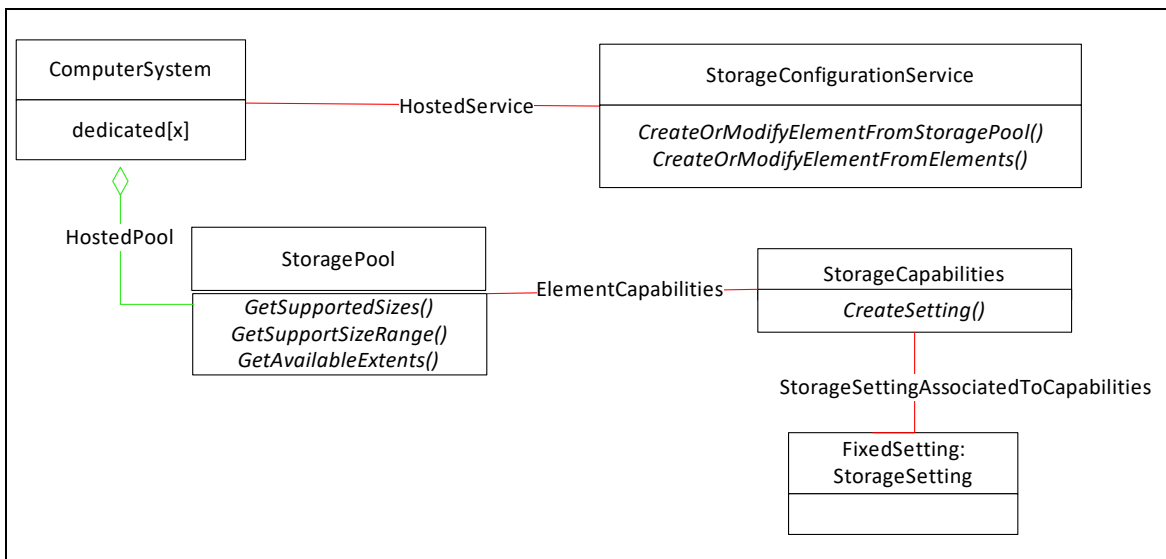 ComputerSystem
dedicated[x]
HostedService
StorageConfigurationService
CreateOrModifyElementFromStoragePool()
CreateOrModifyElementFromElements()
HostedPool
StoragePool
GetSupportedSizes()
GetSupportSizeRange()
GetAvailableExtents()
ElementCapabilities
StorageCapabilities
CreateSetting()
StorageSettingAssociatedToCapabilities
FixedSetting:
StorageSetting